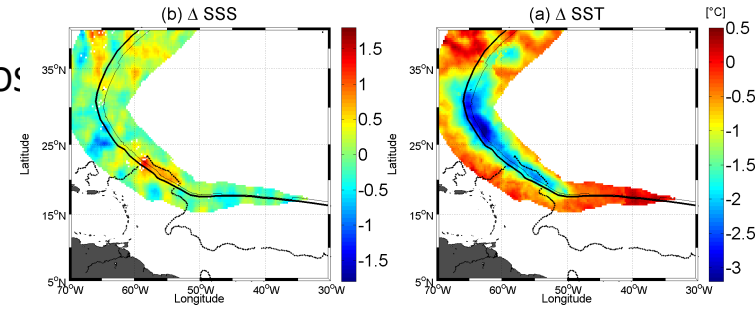 (b) Δ SSS
(a) Δ SST
[°C]
35°N
25°N
15°N
5°N
Latitude
70°W 60°W 50°W 40°W 30°W
Longitude
1.5
1
0.5
0
-0.5
-1
-1.5
35°N
25°N
15°N
5°N
Latitude
70°W 60°W 50°W 40°W 30°W
Longitude
0.5
0
-0.5
-1
-1.5
-2
-2.5
-3